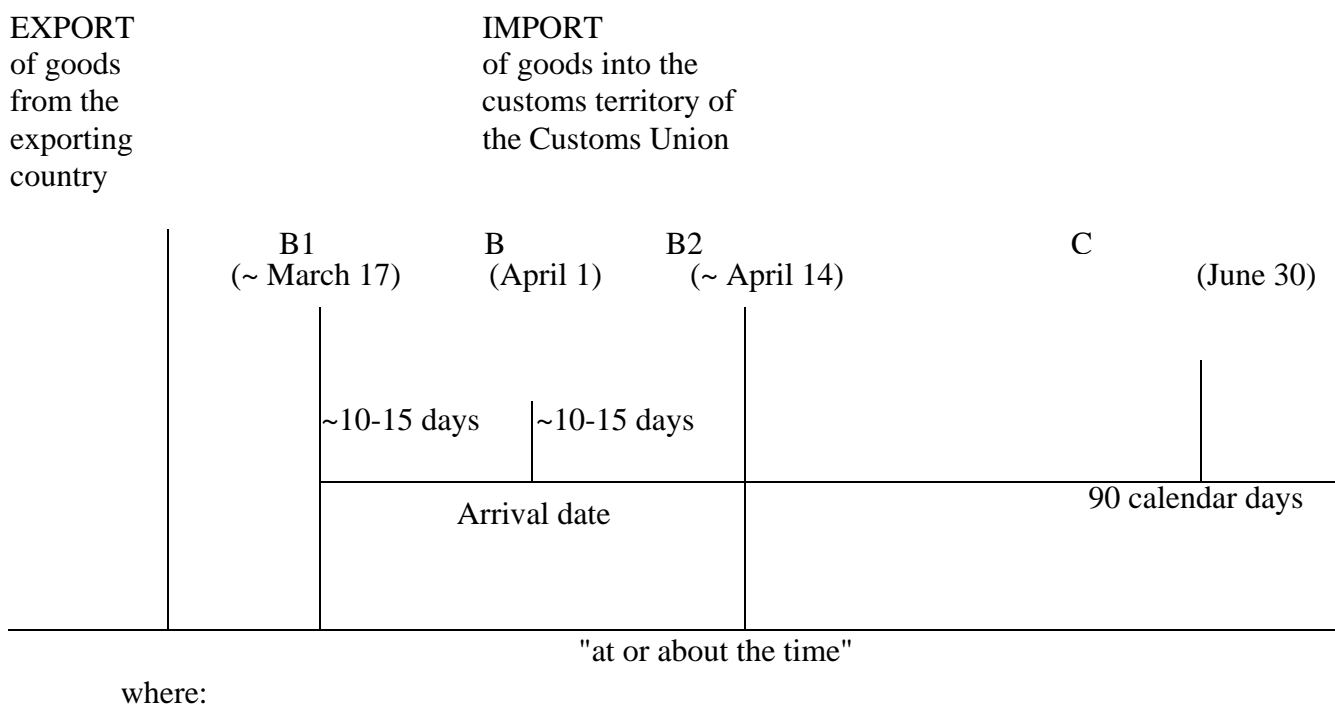 EXPORT
of goods
from the
exporting
country
IMPORT
of goods into the
customs territory of
the Customs Union
B1 B B2 C
(~ March 17) (April 1) (~ April 14) (June 30)
~10-15 days ~10-15 days
Arrival date 90 calendar days
"at or about the time"
where: